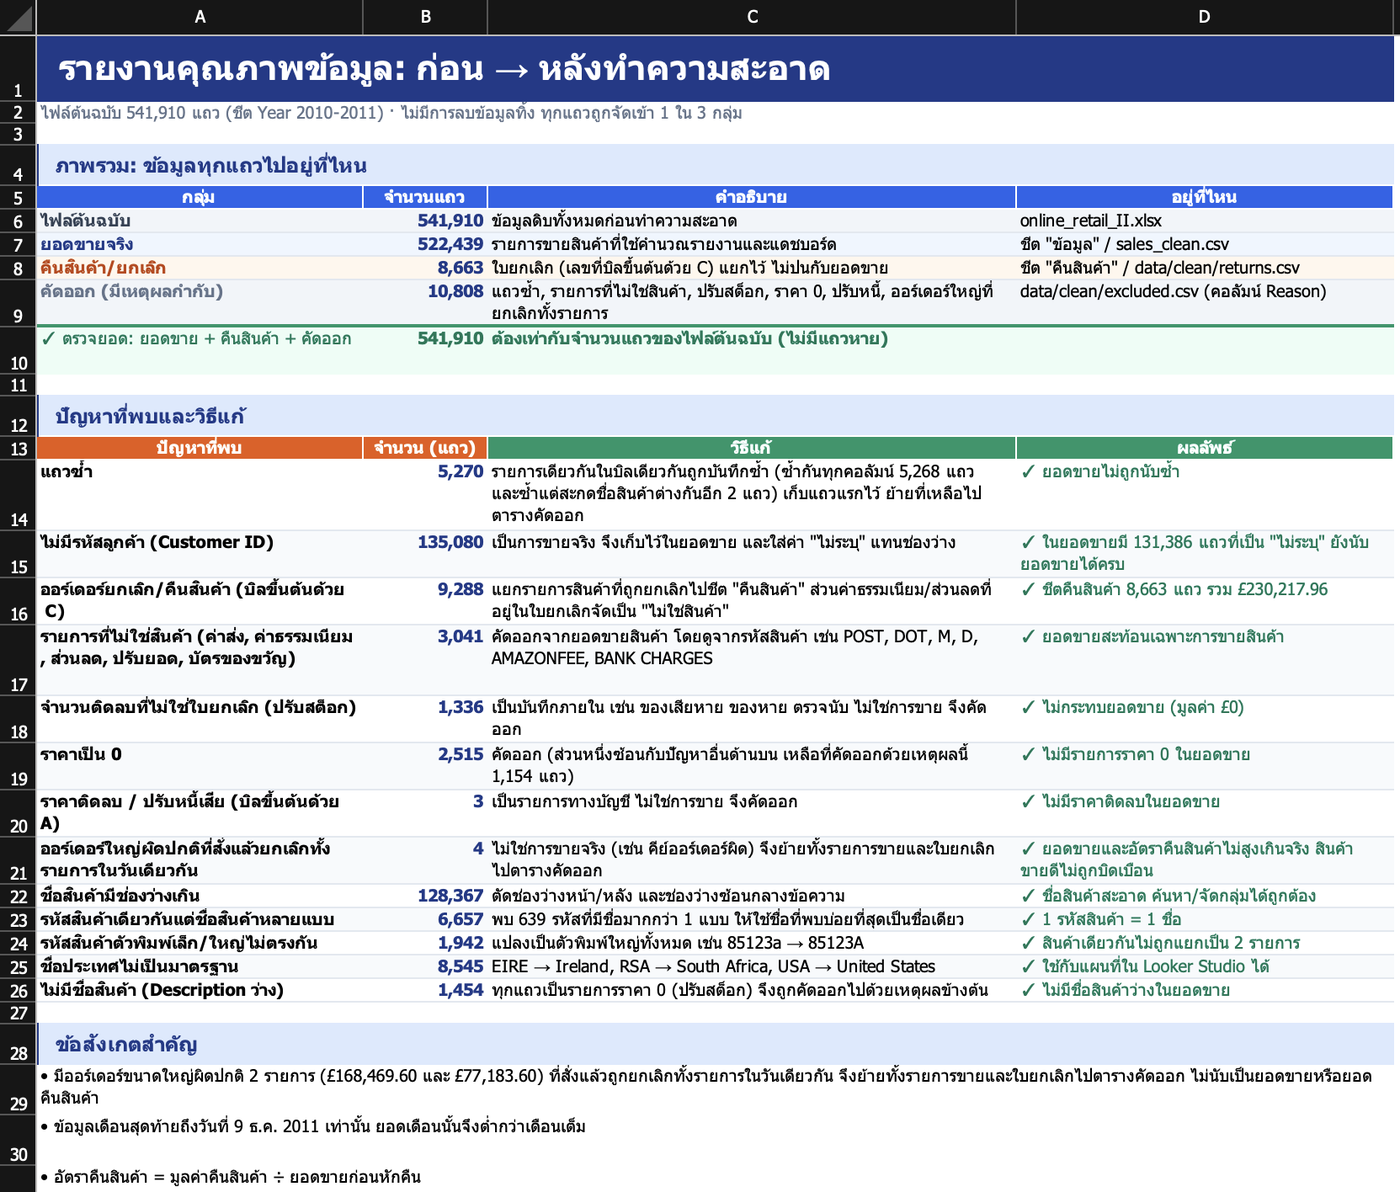 A B C D
1 รายงานคุณภาพข้อมูล: ก่อน → หลังทำความสะอาด
2 ไฟล์ต้นฉบับ 541,910 แถว (ชีต Year 2010-2011) · ไม่มีการลบข้อมูลทิ้ง ทุกแถวถูกจัดเข้า 1 ใน 3 กลุ่ม
3
4 ภาพรวม: ข้อมูลทุกแถวไปอยู่ที่ไหน
5 กลุ่ม จำนวนแถว คำอธิบาย อยู่ที่ไหน
6 ไฟล์ต้นฉบับ 541,910 ข้อมูลดิบทั้งหมดก่อนทำความสะอาด online_retail_II.xlsx
7 ยอดขายจริง 522,439 รายการขายสินค้าที่ใช้คำนวณรายงานและแดชบอร์ด ชีต "ข้อมูล" / sales_clean.csv
8 คืนสินค้า/ยกเลิก 8,663 ใบยกเลิก (เลขที่บิลขึ้นต้นด้วย C) แยกไว้ ไม่ปนกับยอดขาย ชีต "คืนสินค้า" / data/clean/returns.csv
9 คัดออก (มีเหตุผลกำกับ) 10,808 แถวซ้ำ, รายการที่ไม่ใช่สินค้า, ปรับสต็อก, ราคา 0, ปรับหนี้, ออร์เดอร์ใหญ่ที่ data/clean/excluded.csv (คอลัมน์ Reason)
ยกเลิกทั้งรายการ
10 ✓ ตรวจยอด: ยอดขาย + คืนสินค้า + คัดออก 541,910 ต้องเท่ากับจำนวนแถวของไฟล์ต้นฉบับ (ไม่มีแถวหาย)
11
12 ปัญหาที่พบและวิธีแก้
13 ปัญหาที่พบ จำนวน (แถว) วิธีแก้ ผลลัพธ์
14 แถวซ้ำ 5,270 รายการเดียวกันในบิลเดียวกันถูกบันทึกซ้ำ (ซ้ำกันทุกคอลัมน์ 5,268 แถว ✓ ยอดขายไม่ถูกนับซ้ำ
และซ้ำแต่สะกดชื่อสินค้าต่างกันอีก 2 แถว) เก็บแถวแรกไว้ ย้ายที่เหลือไป
ตารางคัดออก
15 ไม่มีรหัสลูกค้า (Customer ID) 135,080 เป็นการขายจริง จึงเก็บไว้ในยอดขาย และใส่ค่า "ไม่ระบุ" แทนช่องว่าง ✓ ในยอดขายมี 131,386 แถวที่เป็น "ไม่ระบุ" ยังนับ
ยอดขายได้ครบ
16 ออร์เดอร์ยกเลิก/คืนสินค้า (บิลขึ้นต้นด้วย 9,288 แยกรายการสินค้าที่ถูกยกเลิกไปชีต "คืนสินค้า" ส่วนค่าธรรมเนียม/ส่วนลดที่ ✓ ชีตคืนสินค้า 8,663 แถว รวม £230,217.96
C) อยู่ในใบยกเลิกจัดเป็น "ไม่ใช่สินค้า"
17 รายการที่ไม่ใช่สินค้า (ค่าส่ง, ค่าธรรมเนียม 3,041 คัดออกจากยอดขายสินค้า โดยดูจากรหัสสินค้า เช่น POST, DOT, M, D, ✓ ยอดขายสะท้อนเฉพาะการขายสินค้า
, ส่วนลด, ปรับยอด, บัตรของขวัญ) AMAZONFEE, BANK CHARGES
18 จำนวนติดลบที่ไม่ใช่ใบยกเลิก (ปรับสต็อก) 1,336 เป็นบันทึกภายใน เช่น ของเสียหาย ของหาย ตรวจนับ ไม่ใช่การขาย จึงคัด ✓ ไม่กระทบยอดขาย (มูลค่า £0)
ออก
19 ราคาเป็น 0 2,515 คัดออก (ส่วนหนึ่งซ้อนกับปัญหาอื่นด้านบน เหลือที่คัดออกด้วยเหตุผลนี้ ✓ ไม่มีรายการราคา 0 ในยอดขาย
1,154 แถว)
20 ราคาติดลบ / ปรับหนี้เสีย (บิลขึ้นต้นด้วย 3 เป็นรายการทางบัญชี ไม่ใช่การขาย จึงคัดออก ✓ ไม่มีราคาติดลบในยอดขาย
A)
21 ออร์เดอร์ใหญ่ผิดปกติที่สั่งแล้วยกเลิกทั้ง 4 ไม่ใช่การขายจริง (เช่น คีย์ออร์เดอร์ผิด) จึงย้ายทั้งรายการขายและใบยกเลิก ✓ ยอดขายและอัตราคืนสินค้าไม่สูงเกินจริง สินค้า
รายการในวันเดียวกัน ไปตารางคัดออก ขายดีไม่ถูกบิดเบือน
22 ชื่อสินค้ามีช่องว่างเกิน 128,367 ตัดช่องว่างหน้า/หลัง และช่องว่างซ้อนกลางข้อความ ✓ ชื่อสินค้าสะอาด ค้นหา/จัดกลุ่มได้ถูกต้อง
23 รหัสสินค้าเดียวกันแต่ชื่อสินค้าหลายแบบ 6,657 พบ 639 รหัสที่มีชื่อมากกว่า 1 แบบ ให้ใช้ชื่อที่พบบ่อยที่สุดเป็นชื่อเดียว ✓ 1 รหัสสินค้า = 1 ชื่อ
24 รหัสสินค้าตัวพิมพ์เล็ก/ใหญ่ไม่ตรงกัน 1,942 แปลงเป็นตัวพิมพ์ใหญ่ทั้งหมด เช่น 85123a → 85123A ✓ สินค้าเดียวกันไม่ถูกแยกเป็น 2 รายการ
25 ชื่อประเทศไม่เป็นมาตรฐาน 8,545 EIRE → Ireland, RSA → South Africa, USA → United States ✓ ใช้กับแผนที่ใน Looker Studio ได้
26 ไม่มีชื่อสินค้า (Description ว่าง) 1,454 ทุกแถวเป็นรายการราคา 0 (ปรับสต็อก) จึงถูกคัดออกไปด้วยเหตุผลข้างต้น ✓ ไม่มีชื่อสินค้าว่างในยอดขาย
27
28 ข้อสังเกตสำคัญ
29 • มีออร์เดอร์ขนาดใหญ่ผิดปกติ 2 รายการ (£168,469.60 และ £77,183.60) ที่สั่งแล้วถูกยกเลิกทั้งรายการในวันเดียวกัน จึงย้ายทั้งรายการขายและใบยกเลิกไปตารางคัดออก ไม่นับเป็นยอดขายหรือยอด
คืนสินค้า
30 • ข้อมูลเดือนสุดท้ายถึงวันที่ 9 ธ.ค. 2011 เท่านั้น ยอดเดือนนั้นจึงต่ำกว่าเดือนเต็ม
• อัตราคืนสินค้า = มูลค่าคืนสินค้า ÷ ยอดขายก่อนหักคืน